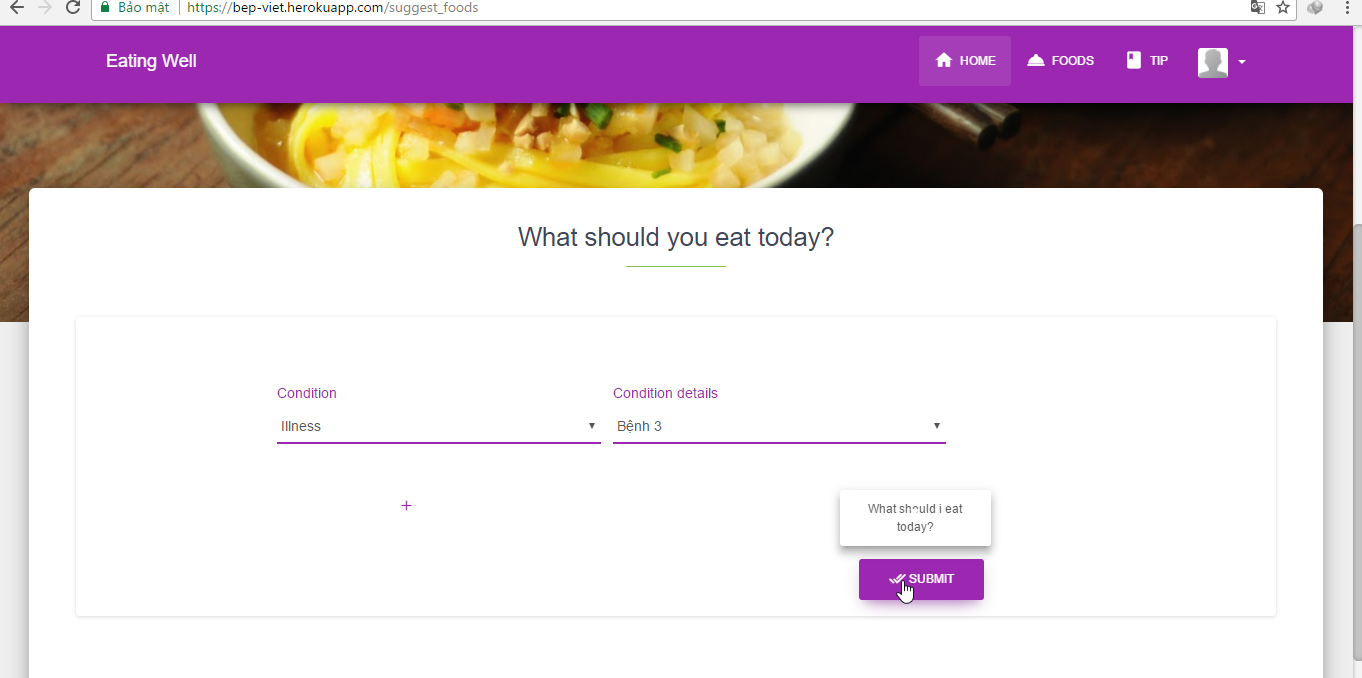 Bảo mật https://bep-viet.herokuapp.com/suggest_foods
Eating Well HOME FOODS TIP
What should you eat today?
Condition Condition details
Illness Bệnh 3
+
What should i eat
today?
SUBMIT